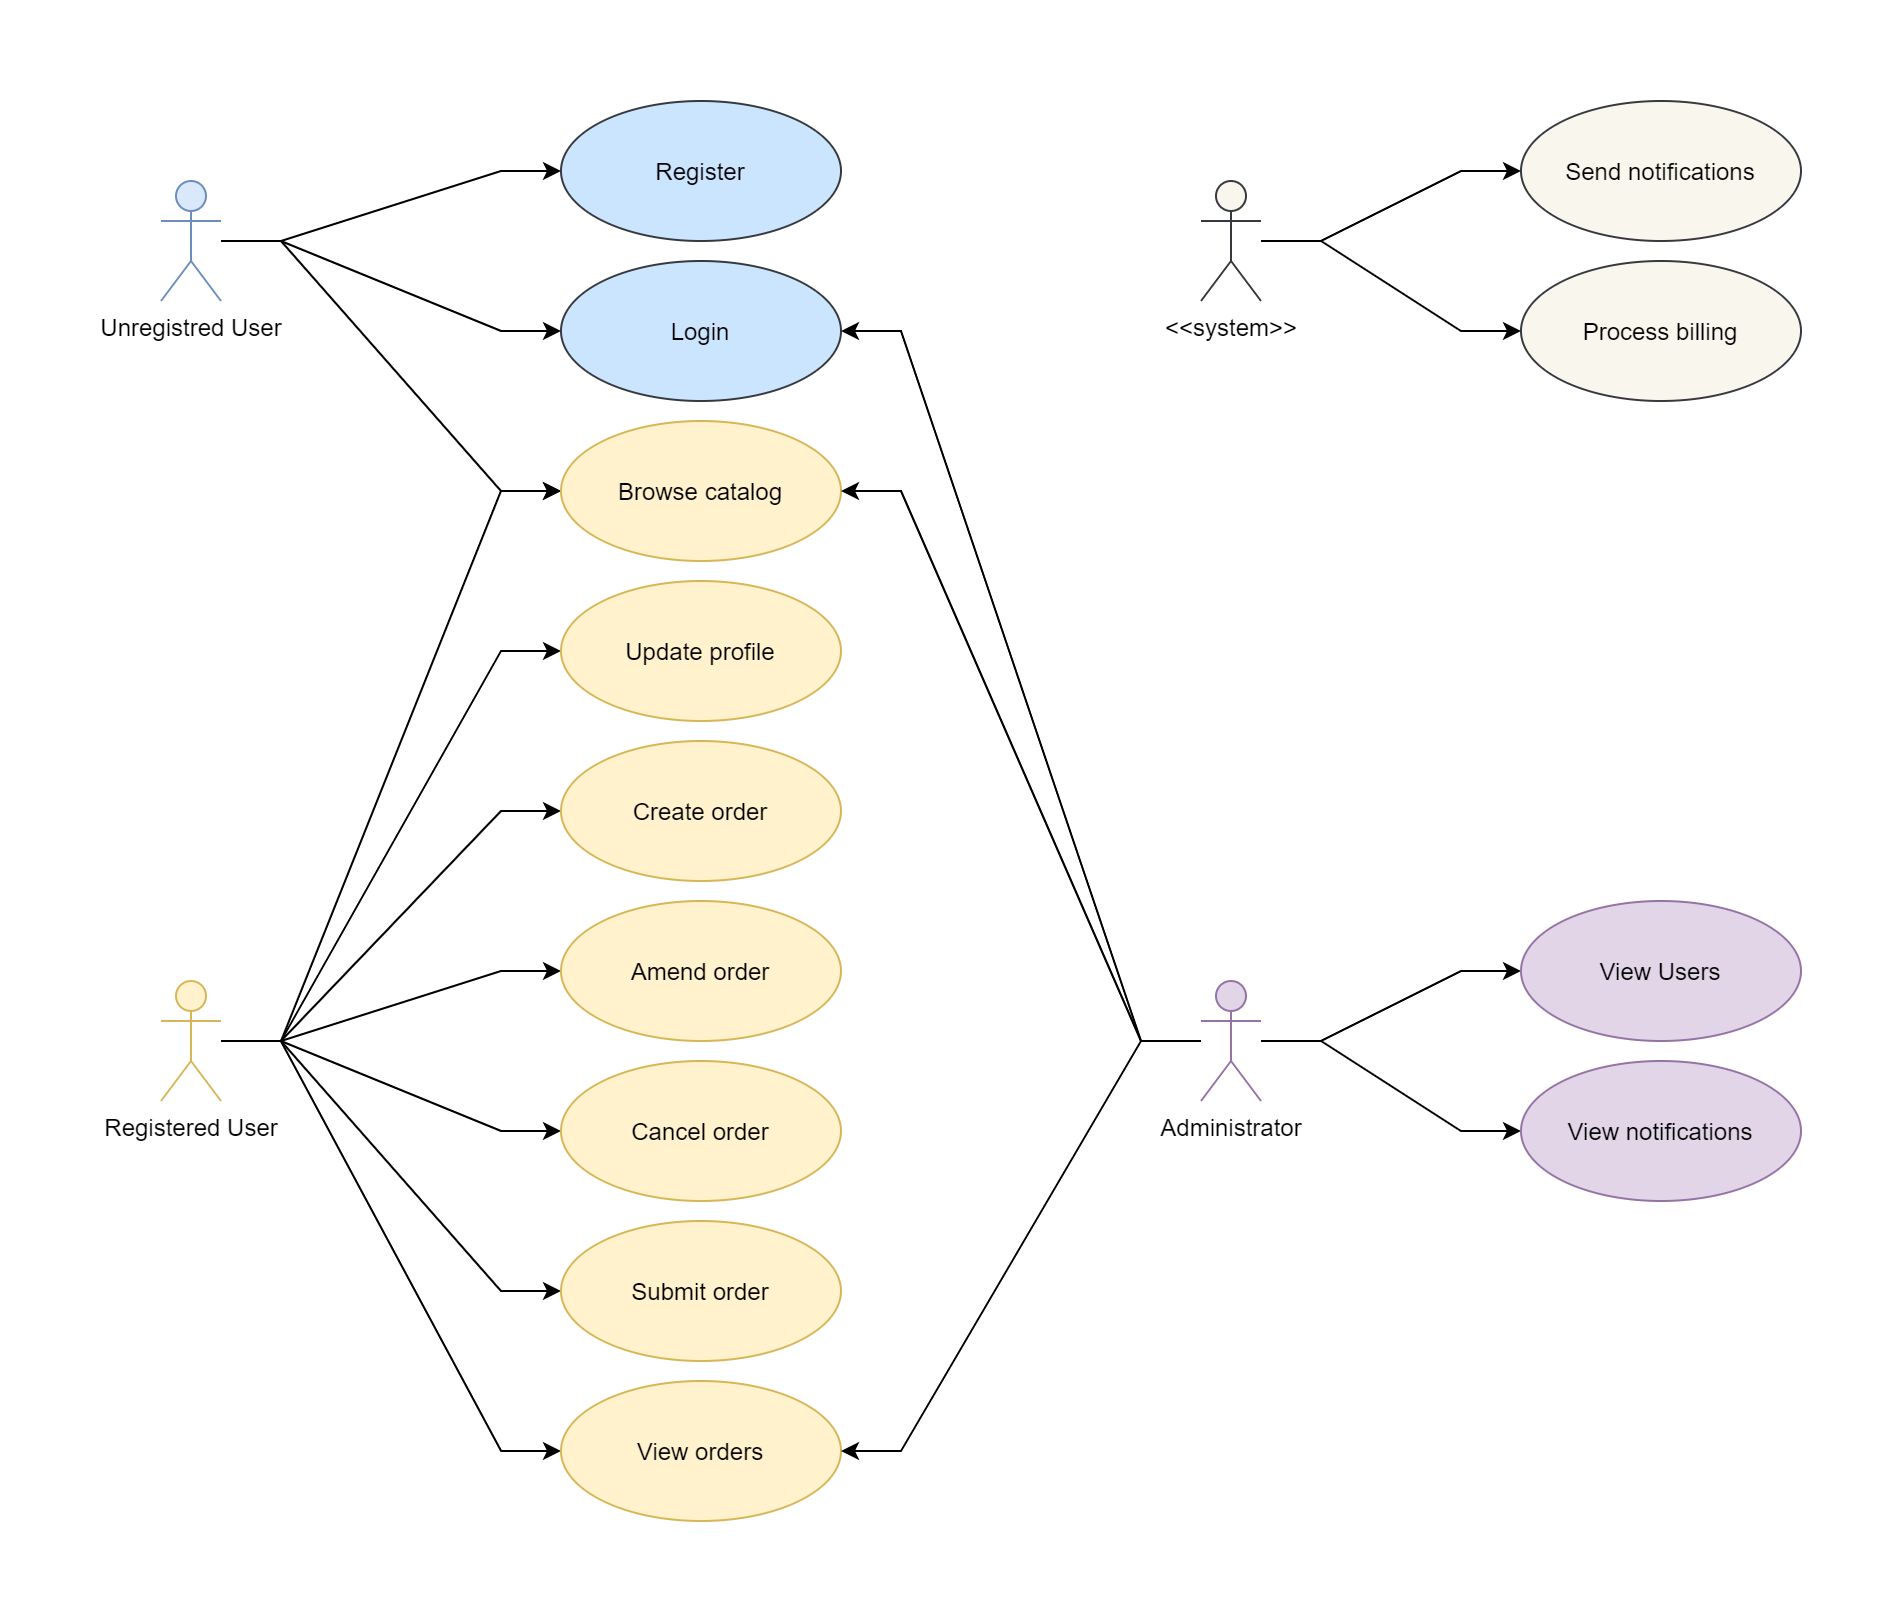 Register
Send notifications
Unregistred User
Login
<<system>>
Process billing
Browse catalog
Update profile
Create order
Amend order
View Users
Registered User
Cancel order
Administrator
View notifications
Submit order
View orders